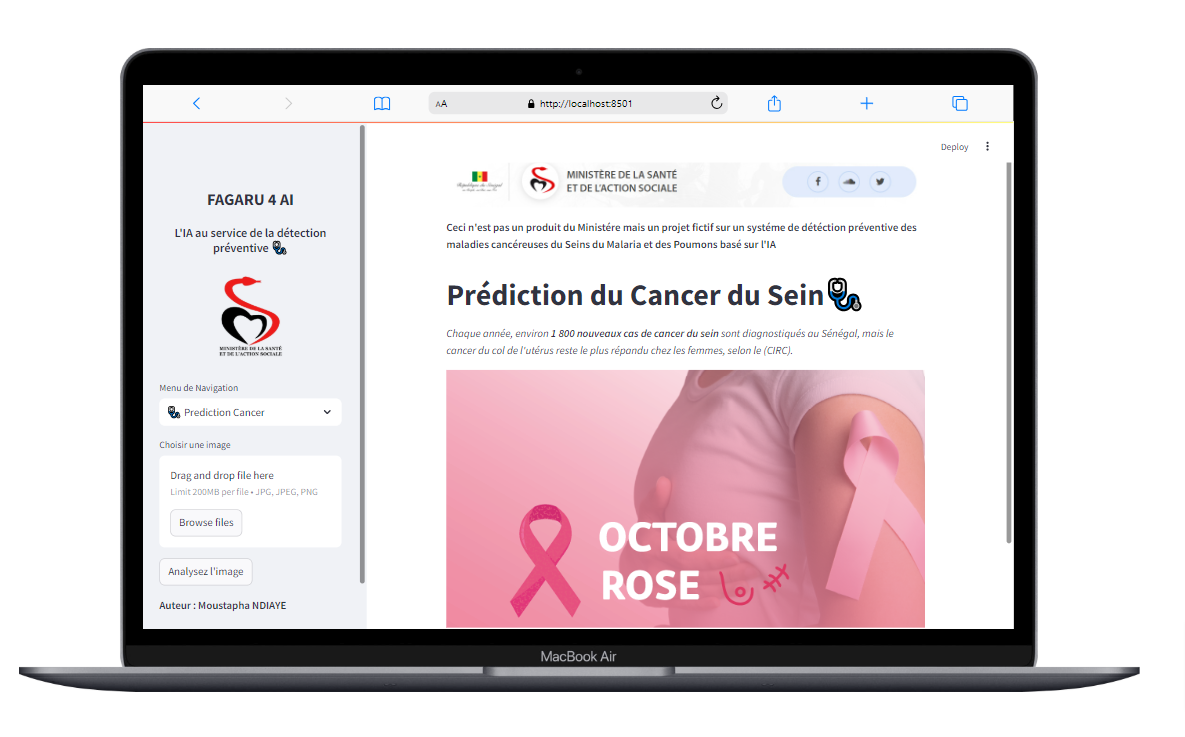 AA
http://localhost:8501
Deploy
FAGARU 4 AI
L'IA au service de la détection
préventive
MINISTÈRE DE LA SANTÉ
ET DE L'ACTION SOCIALE
Menu de Navigation
Prediction Cancer
Choisir une image
Drag and drop file here
Limit 200MB per file • JPG, JPEG, PNG
Browse files
Analysez l'image
Auteur : Moustapha NDIAYE
République du Sénégal
MINISTÈRE DE LA SANTÉ
ET DE L'ACTION SOCIALE
Ceci n'est pas un produit du Ministére mais un projet fictif sur un systéme de détéction préventive des
maladies cancéreuses du Seins du Malaria et des Poumons basé sur l'IA
Prédiction du Cancer du Sein
Chaque année, environ 1 800 nouveaux cas de cancer du sein sont diagnostiqués au Sénégal, mais le
cancer du col de l'utérus reste le plus répandu chez les femmes, selon le (CIRC).
OCTOBRE
ROSE
MacBook Air